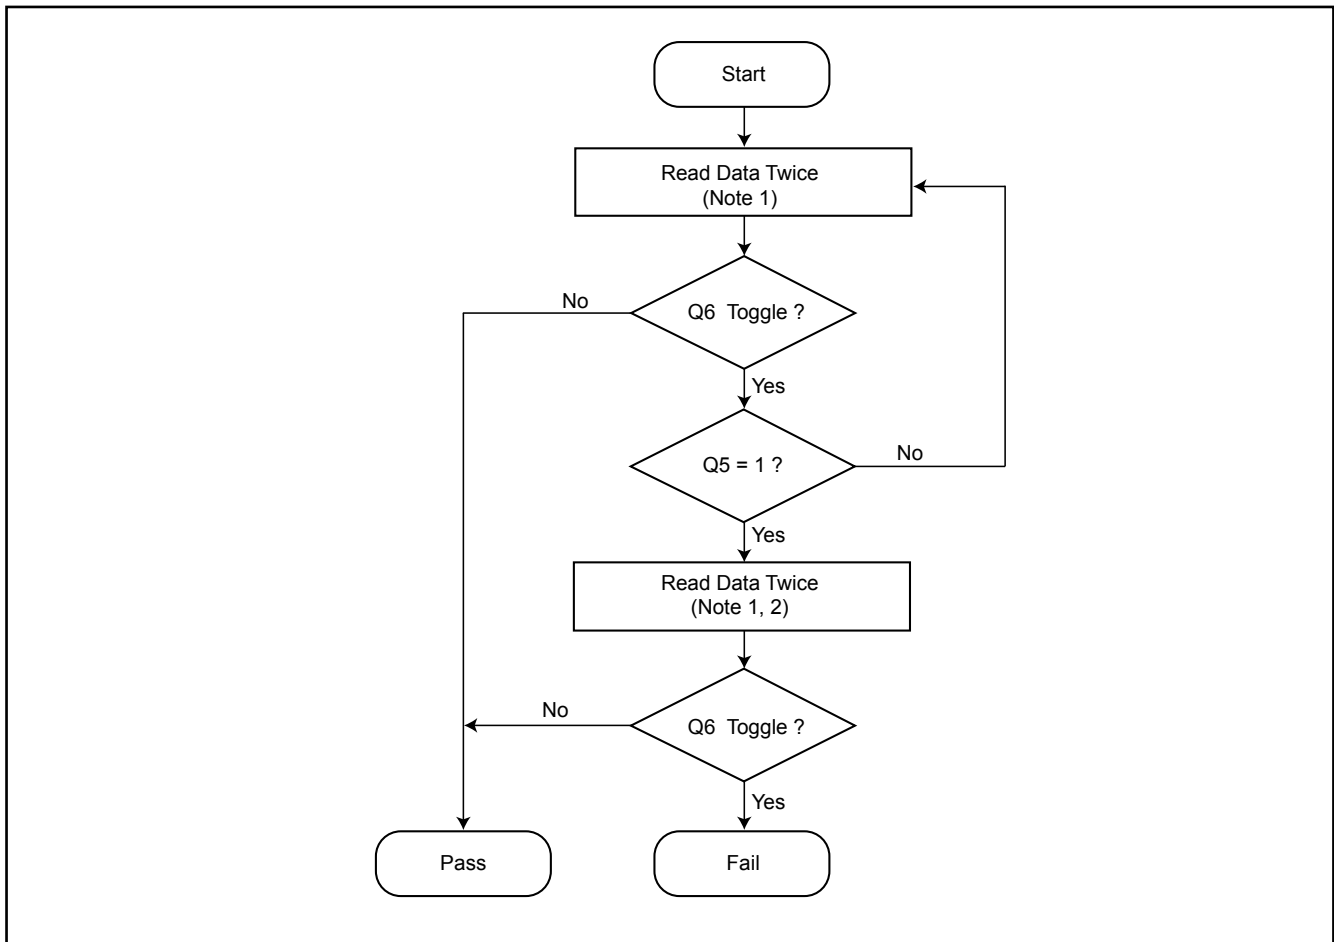 Start
Read Data Twice
(Note 1)
No
Q6 Toggle ?
Yes
Q5 = 1 ?
No
Yes
Read Data Twice
(Note 1, 2)
No
Q6 Toggle ?
Yes
Pass
Fail